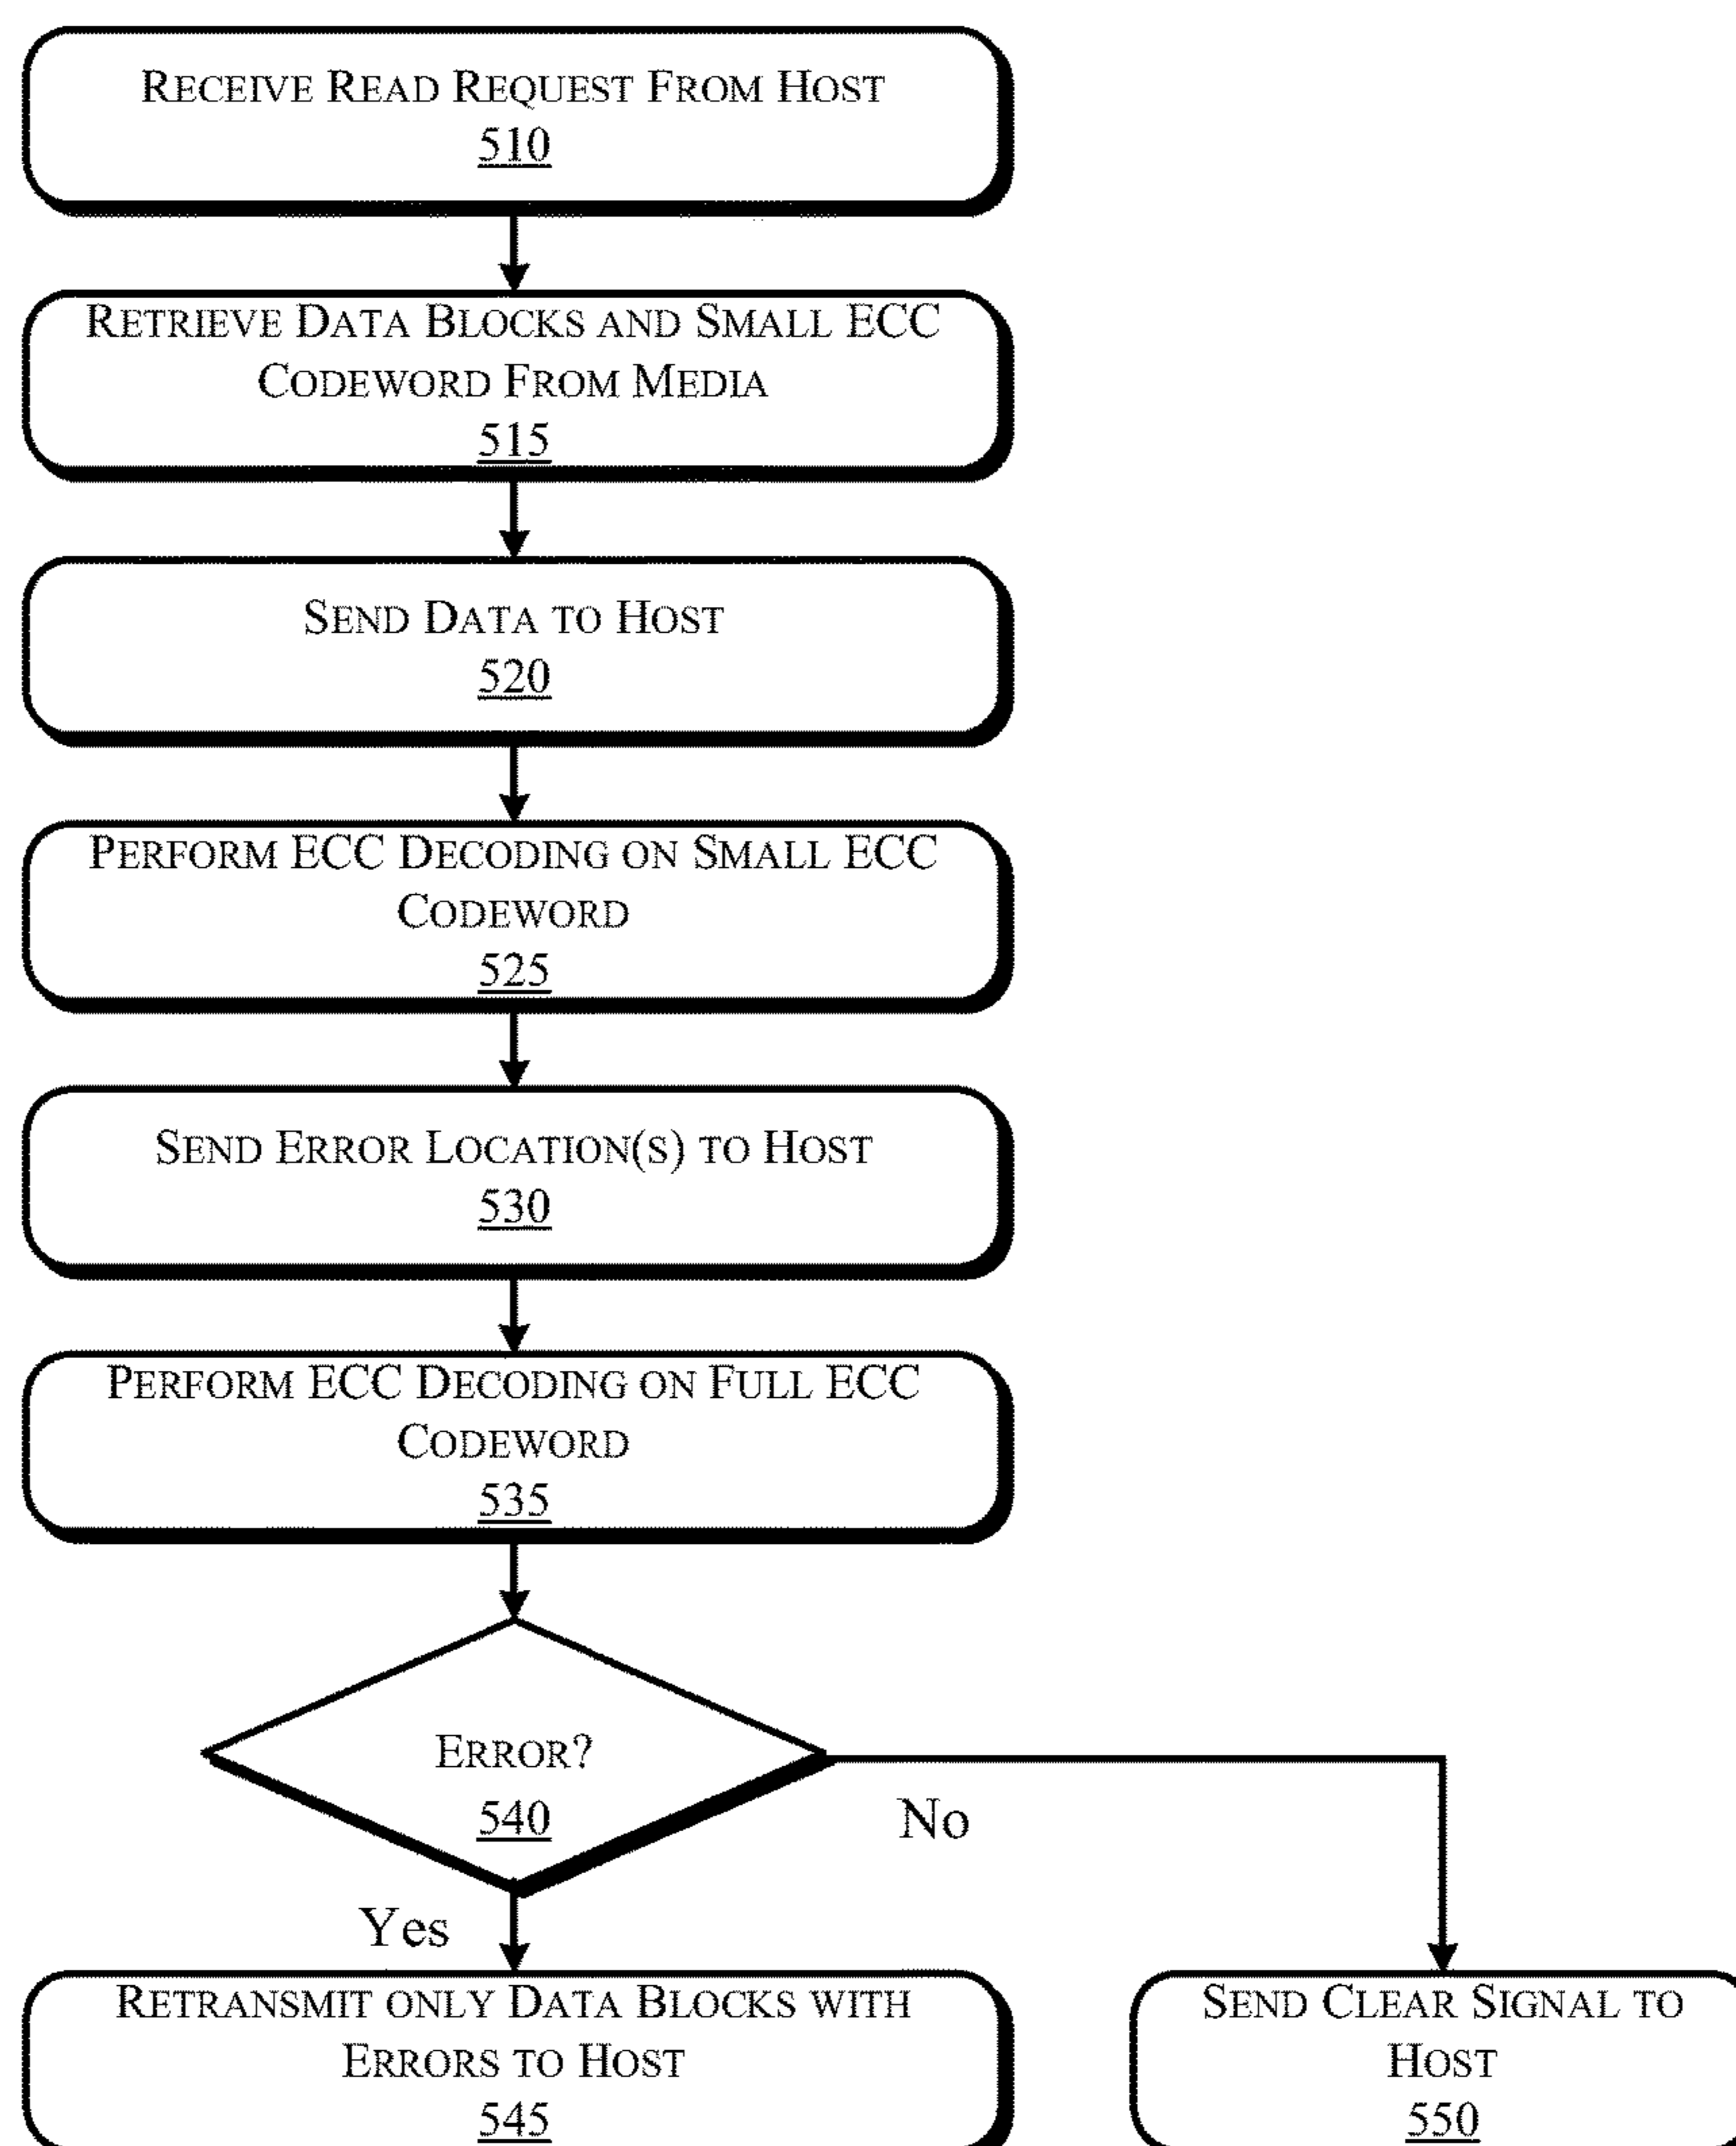 RECEIVE READ REQUEST FROM HOST
510
RETRIEVE DATA BLOCKS AND SMALL ECC
CODEWORD FROM MEDIA
515
SEND DATA TO HOST
520
PERFORM ECC DECODING ON SMALL ECC
CODEWORD
525
SEND ERROR LOCATION(S) TO HOST
530
PERFORM ECC DECODING ON FULL ECC
CODEWORD
535
ERROR?
540
No
Yes
RETRANSMIT ONLY DATA BLOCKS WITH
ERRORS TO HOST
545
SEND CLEAR SIGNAL TO
HOST
550